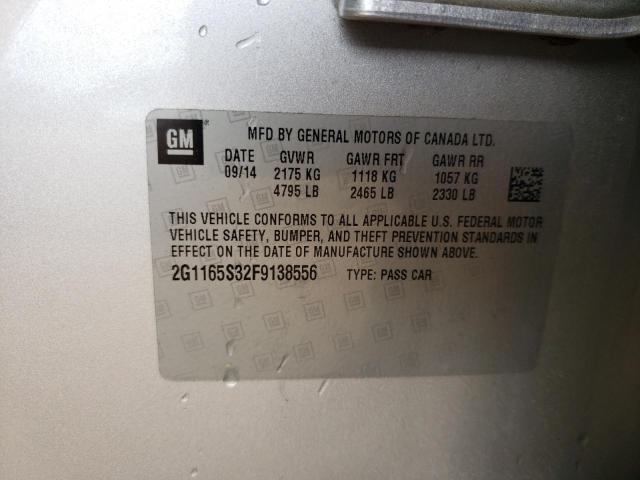 GM
MFD BY GENERAL MOTORS OF CANADA LTD.
DATE GVWR GAWR FRT GAWR RR
09/14 2175 KG 1118 KG 1057 KG
4795 LB 2465 LB 2330 LB
THIS VEHICLE CONFORMS TO ALL APPLICABLE U.S. FEDERAL MOTOR
VEHICLE SAFETY, BUMPER, AND THEFT PREVENTION STANDARDS IN
EFFECT ON THE DATE OF MANUFACTURE SHOWN ABOVE.
2G1165S32F9138556 TYPE: PASS CAR